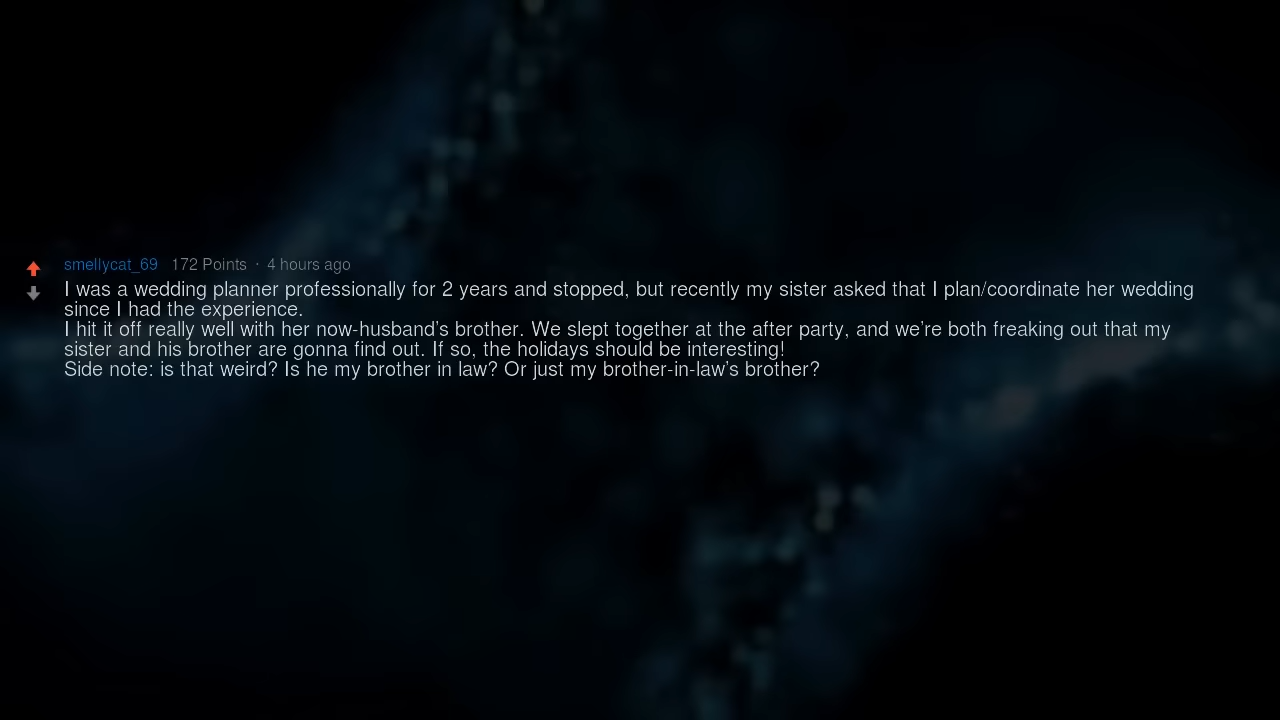 smellycat_69 172 Points · 4 hours ago
I was a wedding planner professionally for 2 years and stopped, but recently my sister asked that I plan/coordinate her wedding
since I had the experience.
I hit it off really well with her now-husband’s brother. We slept together at the after party, and we’re both freaking out that my
sister and his brother are gonna find out. If so, the holidays should be interesting!
Side note: is that weird? Is he my brother in law? Or just my brother-in-law’s brother?